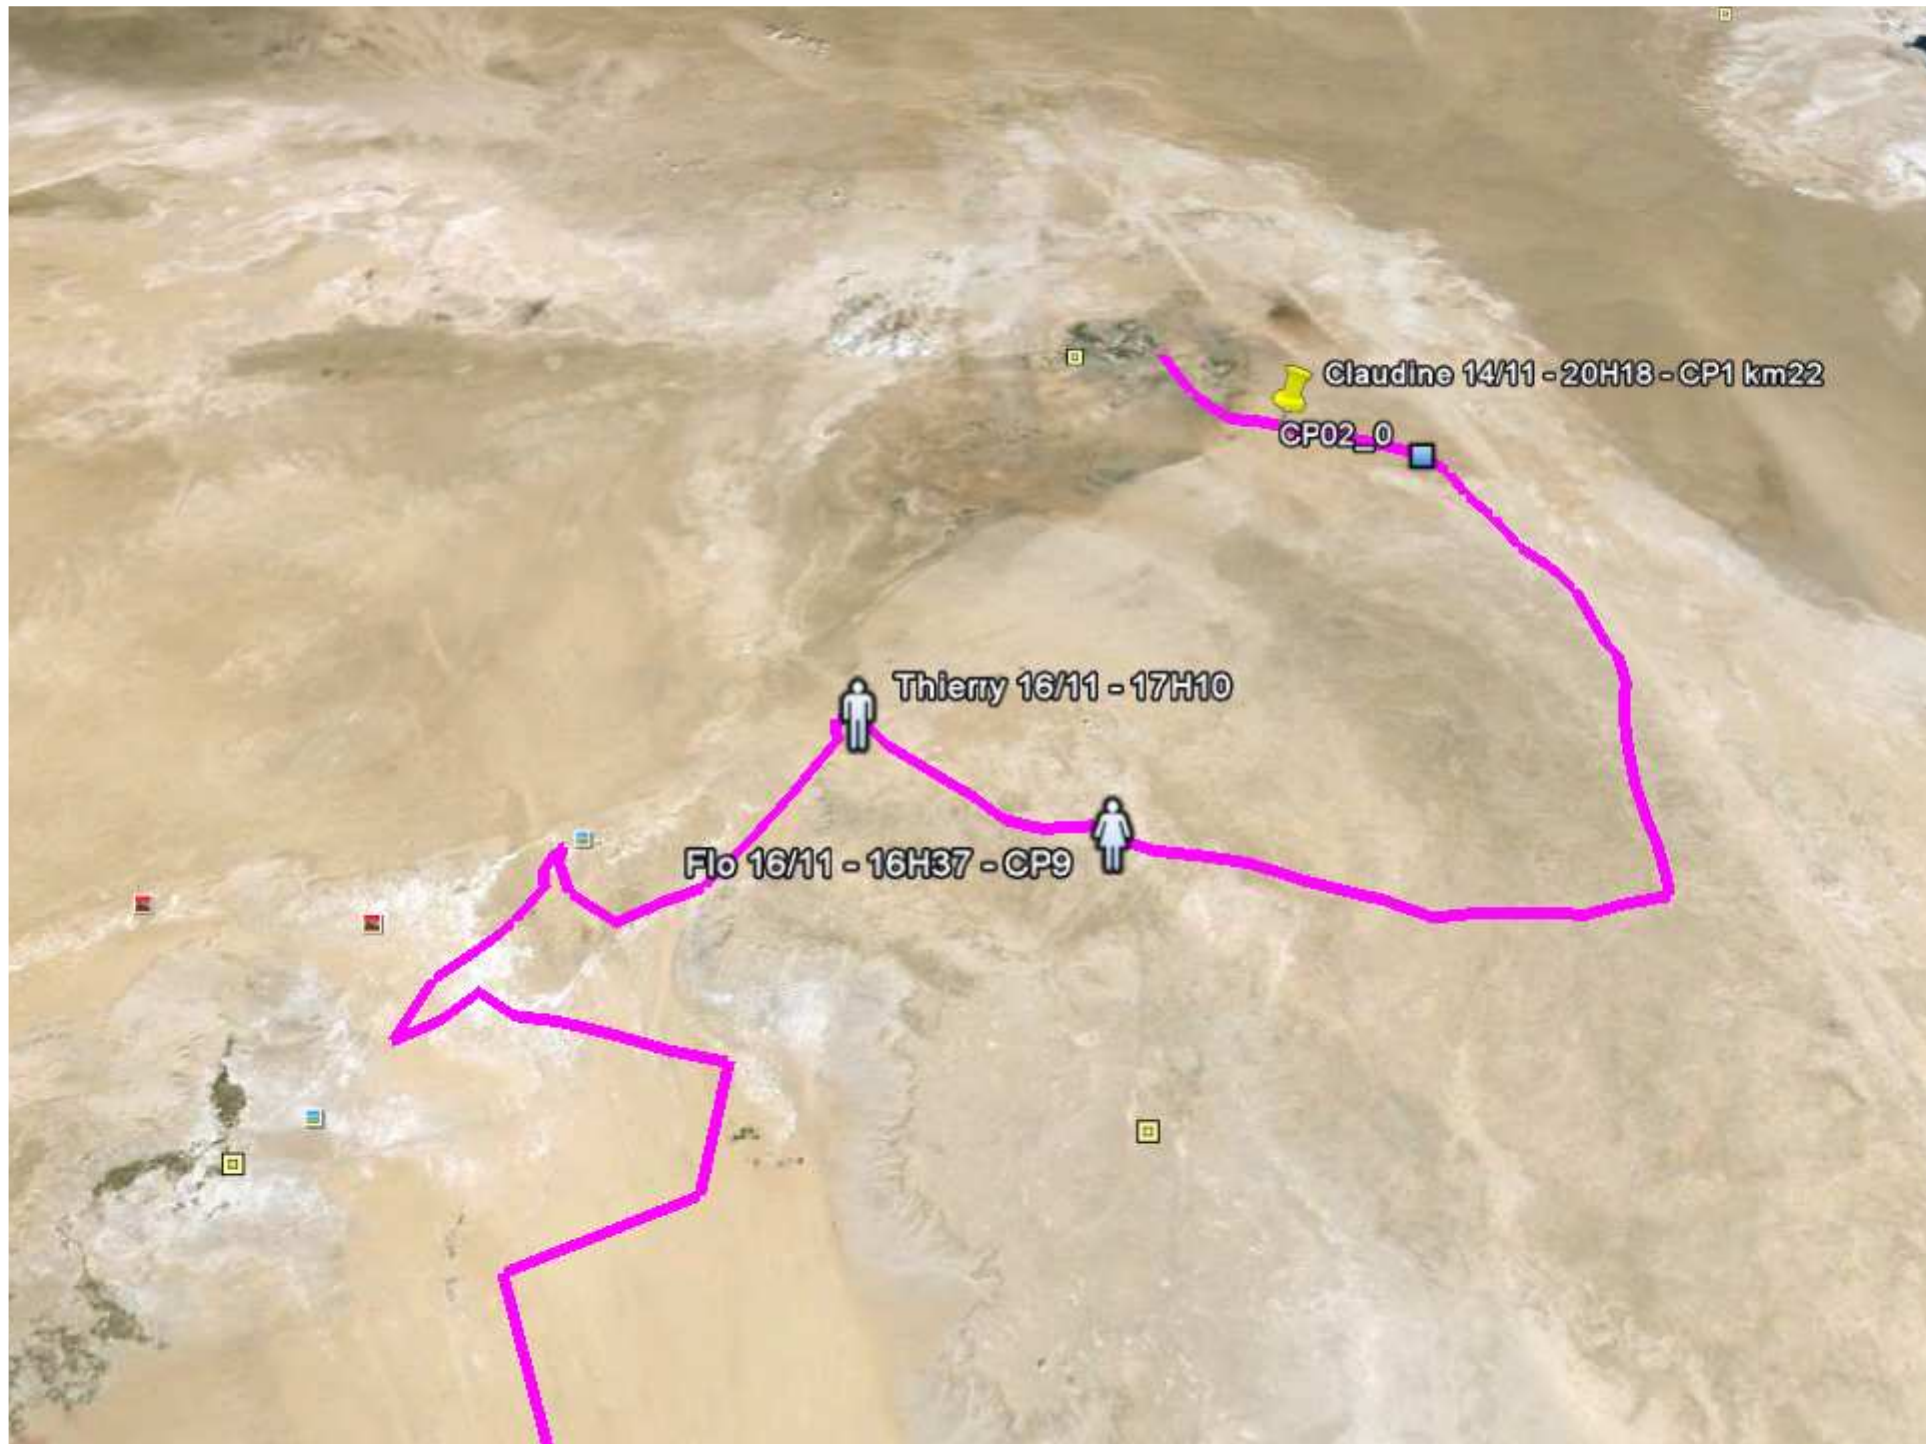 Claudine 14/11 - 20H18 - CP1 km22
CP02_0
Thierry 16/11 - 17H10
Flo 16/11 - 16H37 - CP9